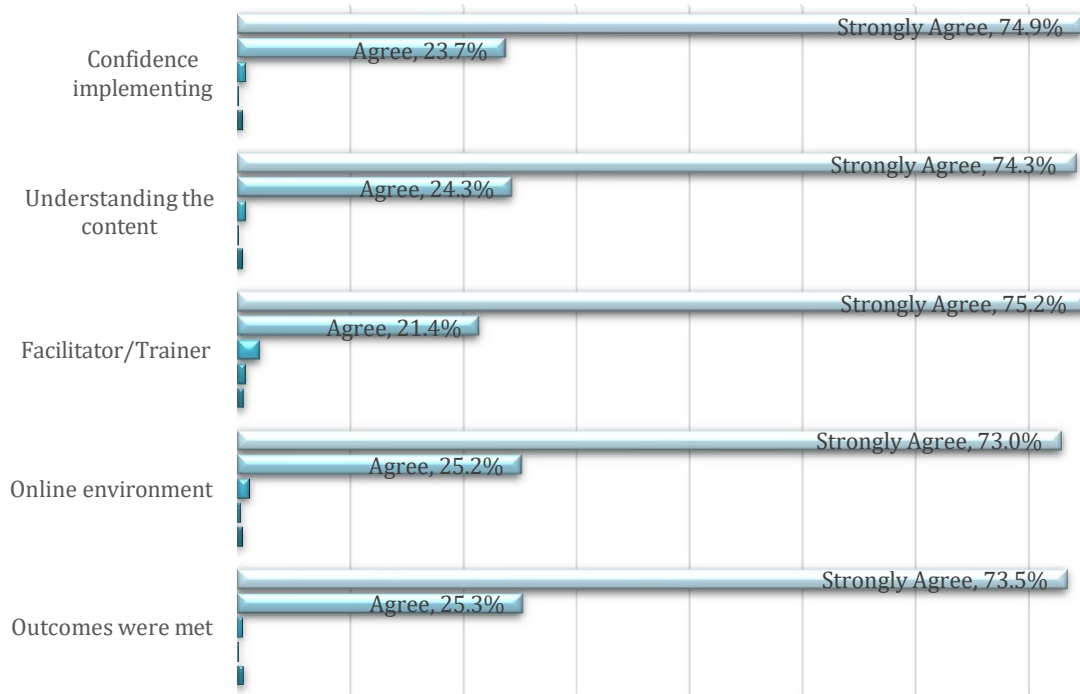 Strongly Agree, 74.9%
Agree, 23.7%
Confidence
implementing
Strongly Agree, 74.3%
Agree, 24.3%
Understanding the
content
Strongly Agree, 75.2%
Agree, 21.4%
Facilitator/Trainer
Strongly Agree, 73.0%
Agree, 25.2%
Online environment
Strongly Agree, 73.5%
Agree, 25.3%
Outcomes were met